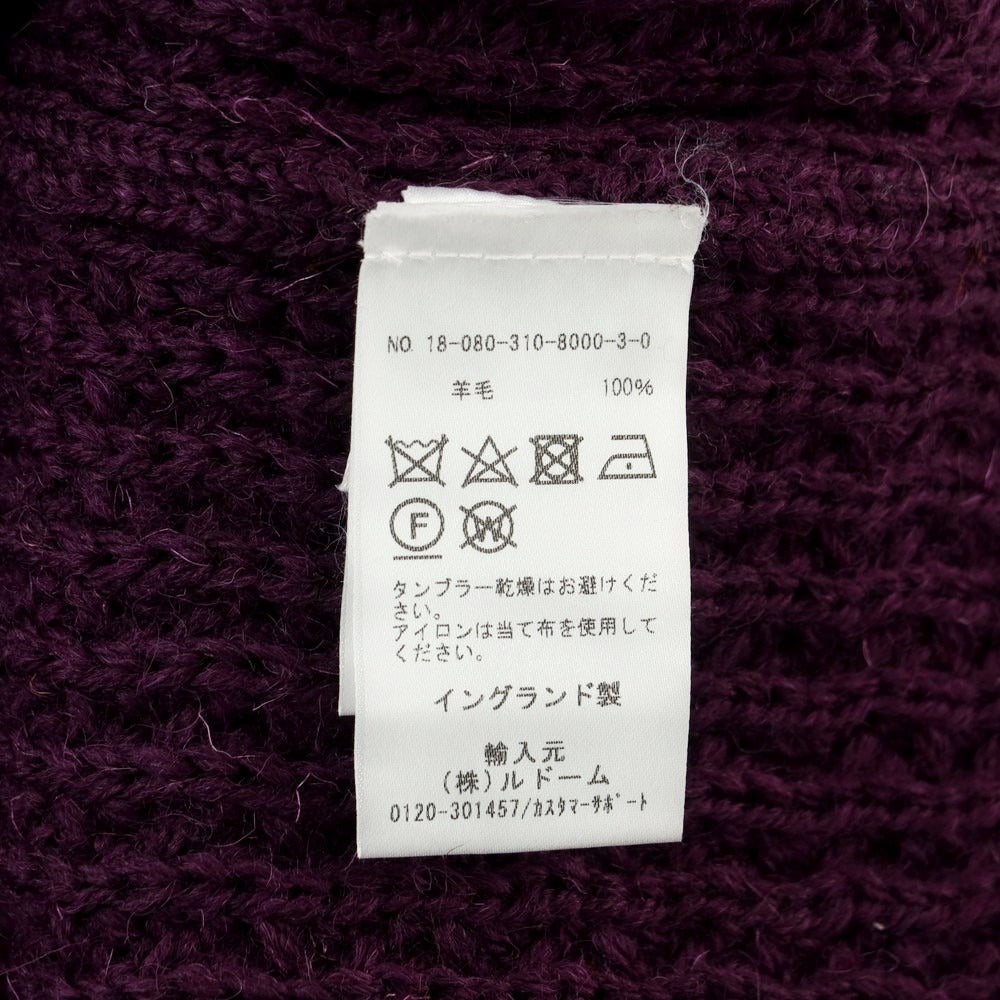 NO. 18-080-310-8000-3-0
羊毛 100%
F
W
タンブラー乾燥はお避けくだ
さい。
アイロンは当て布を使用して
ください。
イングランド製
輸入元
(株)ルドーム
0120-301457/カスタマーサポート